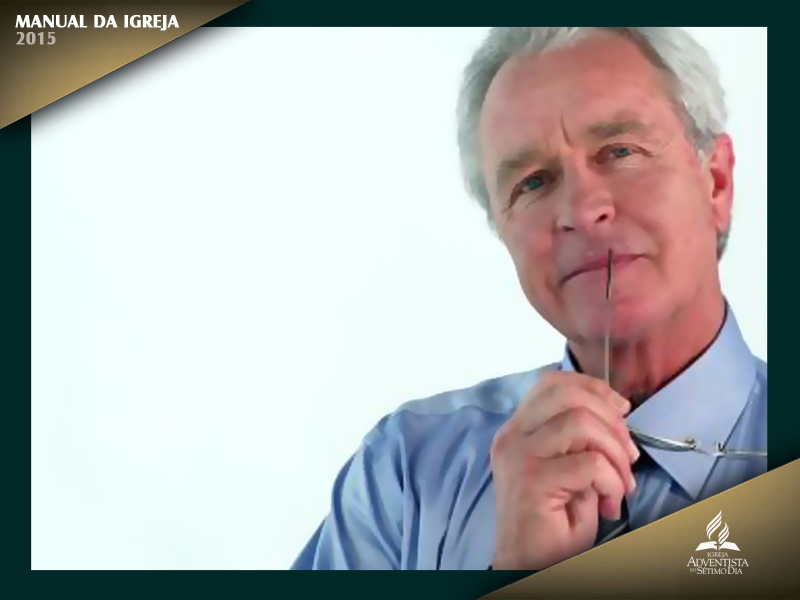 MANUAL DA IGREJA
2015
IGREJA
ADVENTISTA
DO SÉTIMO DIA